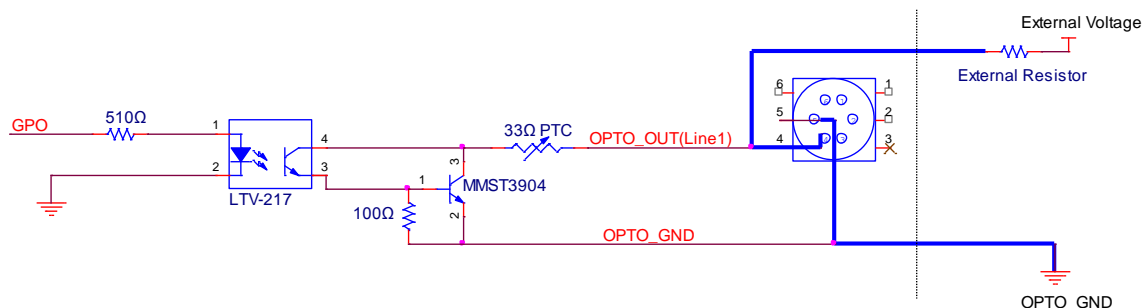 External Voltage
External Resistor
GPO
510Ω
1
2
4
3
LTV-217
33Ω PTC
OPTO_OUT(Line1)
3
1
2
MMST3904
100Ω
OPTO_GND
6
5
4
1
2
3
OPTO_GND